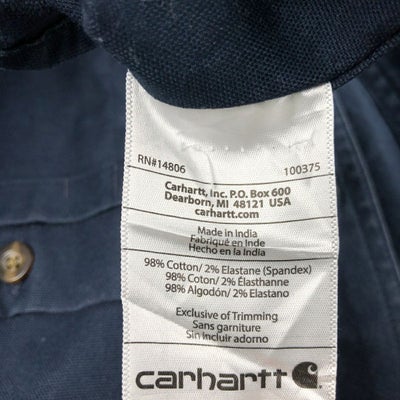 RN#14806 100375
Carhartt, Inc. P.O. Box 600
Dearborn, MI 48121 USA
carhartt.com
Made in India
Fabriqué en Inde
Hecho en la India
98% Cotton/ 2% Elastane (Spandex)
98% Coton/ 2% Élasthanne
98% Algodón/ 2% Elastano
Exclusive of Trimming
Sans garniture
Sin incluir adorno
carhartt